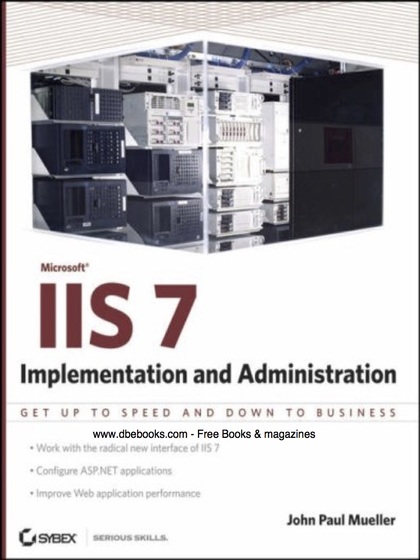 Microsoft®
IIS 7
Implementation and Administration
GET UP TO SPEED AND DOWN TO BUSINESS
www.dbebooks.com - Free Books & magazines
• Work with the radical new interface of IIS 7
• Configure ASP.NET applications
• Improve Web application performance
John Paul Mueller
SYBEX SERIOUS SKILLS.